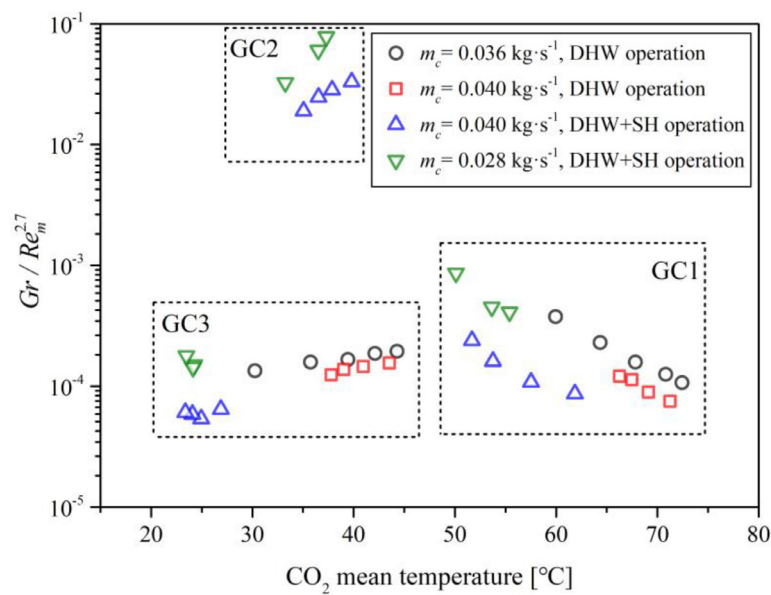 10⁻¹
10⁻²
10⁻³
10⁻⁴
10⁻⁵
Gr / Re_m^2.7
GC2
m_c = 0.036 kg·s⁻¹, DHW operation
m_c = 0.040 kg·s⁻¹, DHW operation
m_c = 0.040 kg·s⁻¹, DHW+SH operation
m_c = 0.028 kg·s⁻¹, DHW+SH operation
GC1
GC3
20 30 40 50 60 70 80
CO₂ mean temperature [℃]